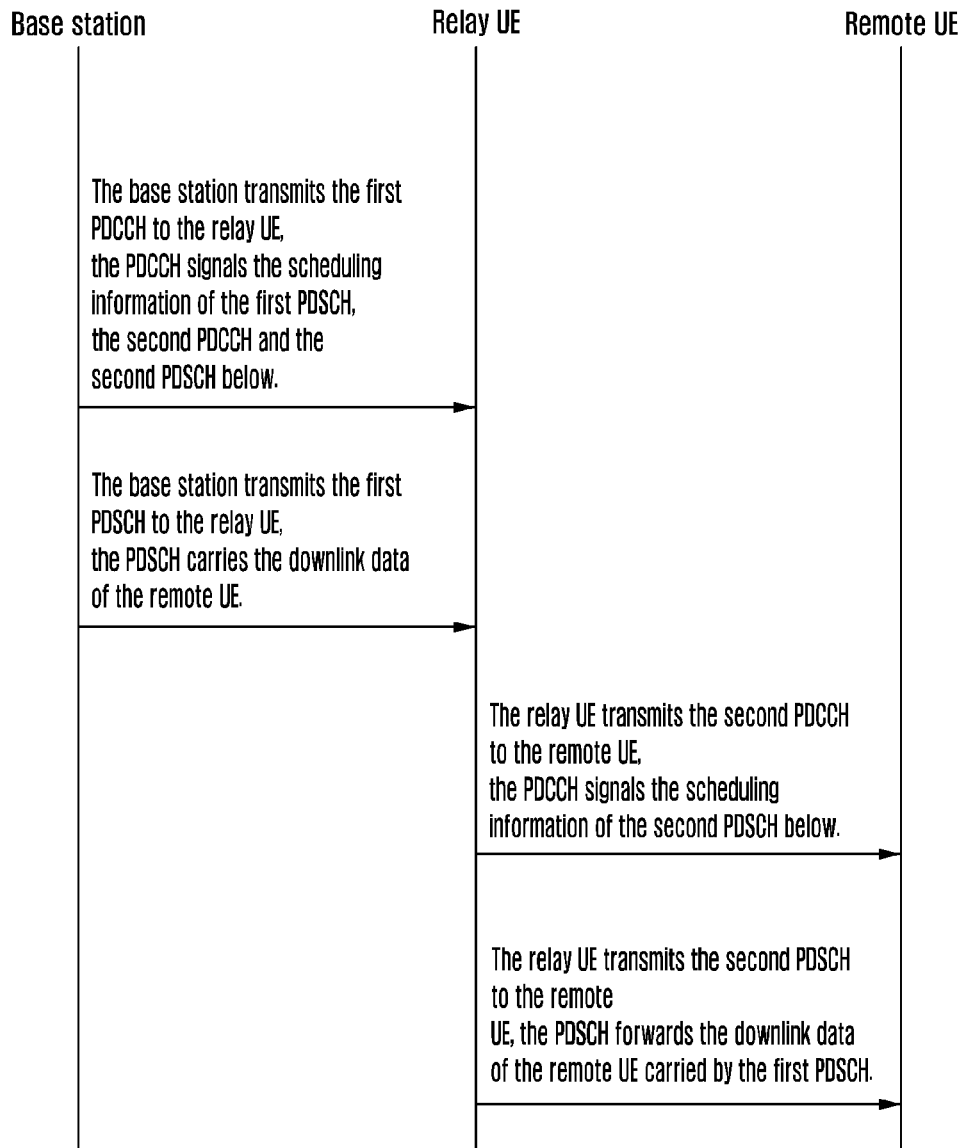 Base station
Relay UE
Remote UE
The base station transmits the first
PDCCH to the relay UE,
the PDCCH signals the scheduling
information of the first PDSCH,
the second PDCCH and the
second PDSCH below.
The base station transmits the first
PDSCH to the relay UE,
the PDSCH carries the downlink data
of the remote UE.
The relay UE transmits the second PDCCH
to the remote UE,
the PDCCH signals the scheduling
information of the second PDSCH below.
The relay UE transmits the second PDSCH
to the remote
UE, the PDSCH forwards the downlink data
of the remote UE carried by the first PDSCH.